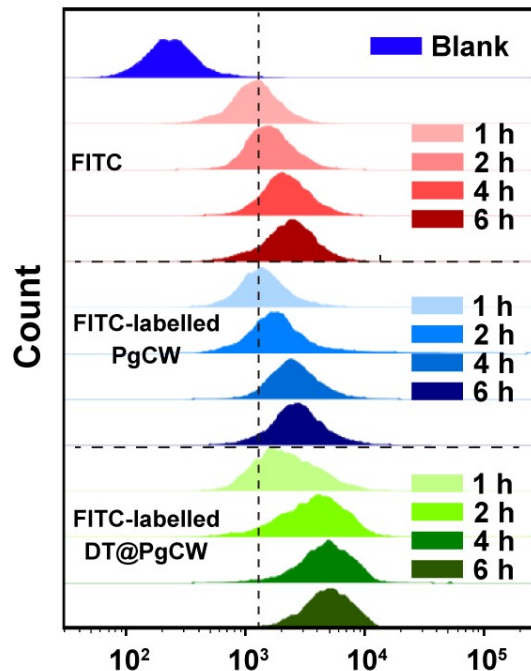 Blank
1 h
2 h
FITC
4 h
6 h
Count
1 h
FITC-labelled
2 h
PgCW
4 h
6 h
1 h
FITC-labelled
2 h
DT@PgCW
4 h
6 h
10² 10³ 10⁴ 10⁵